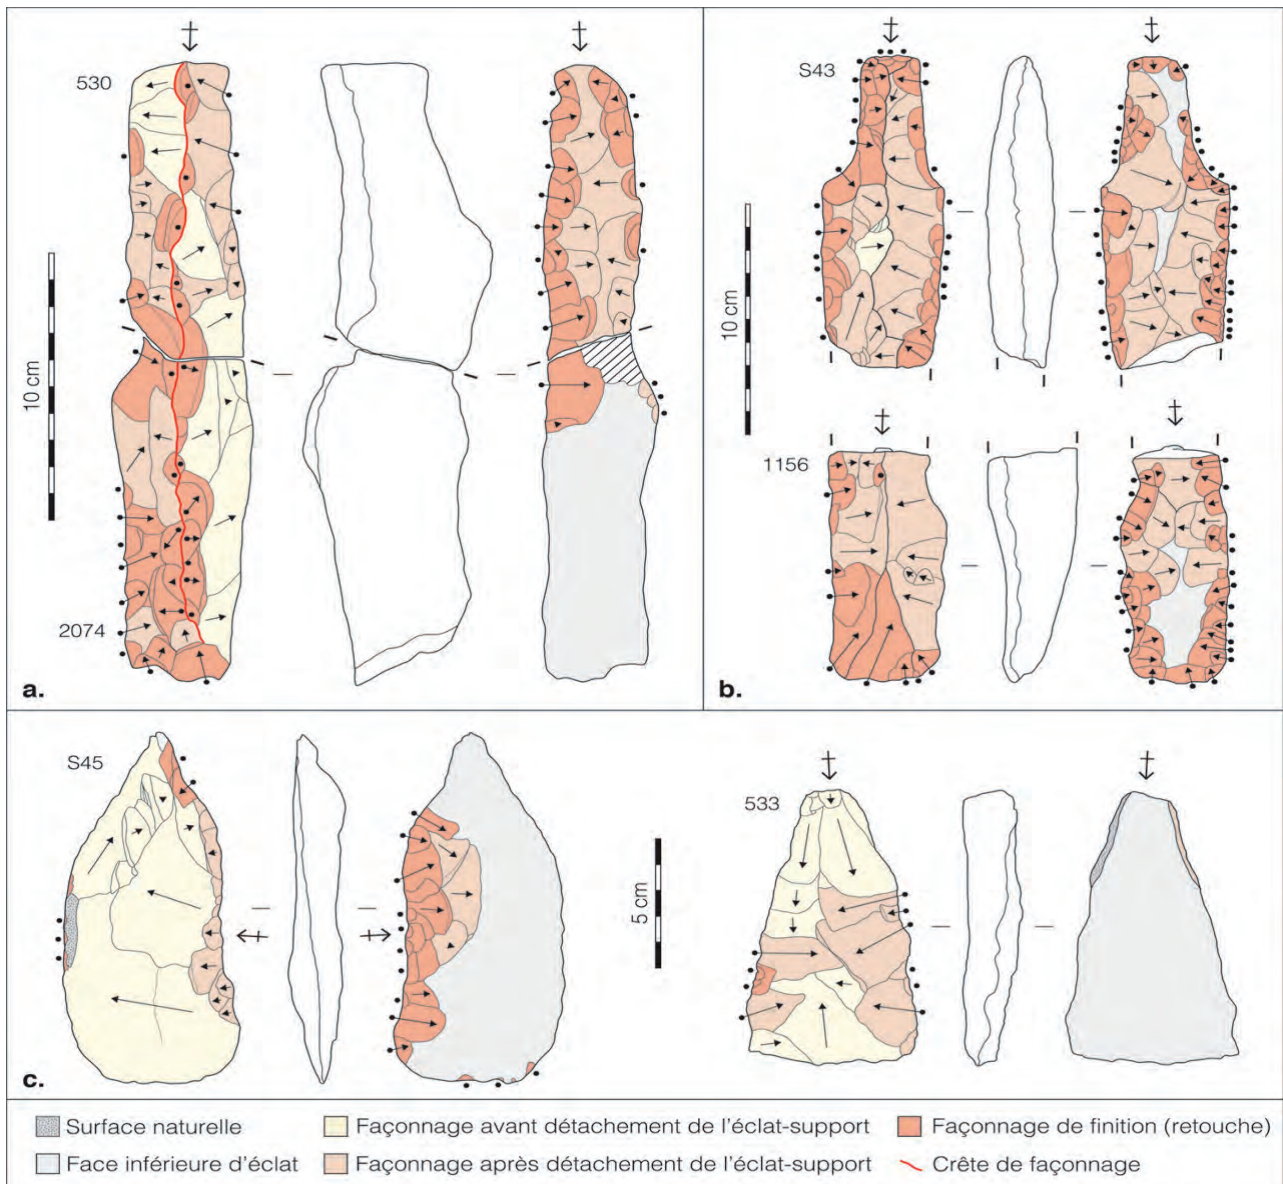 530
2074
10 cm
a.
S43
10 cm
1156
b.
S45
c.
533
5 cm
Surface naturelle
Façonnage avant détachement de l'éclat-support
Façonnage de finition (retouche)
Face inférieure d'éclat
Façonnage après détachement de l'éclat-support
Crête de façonnage